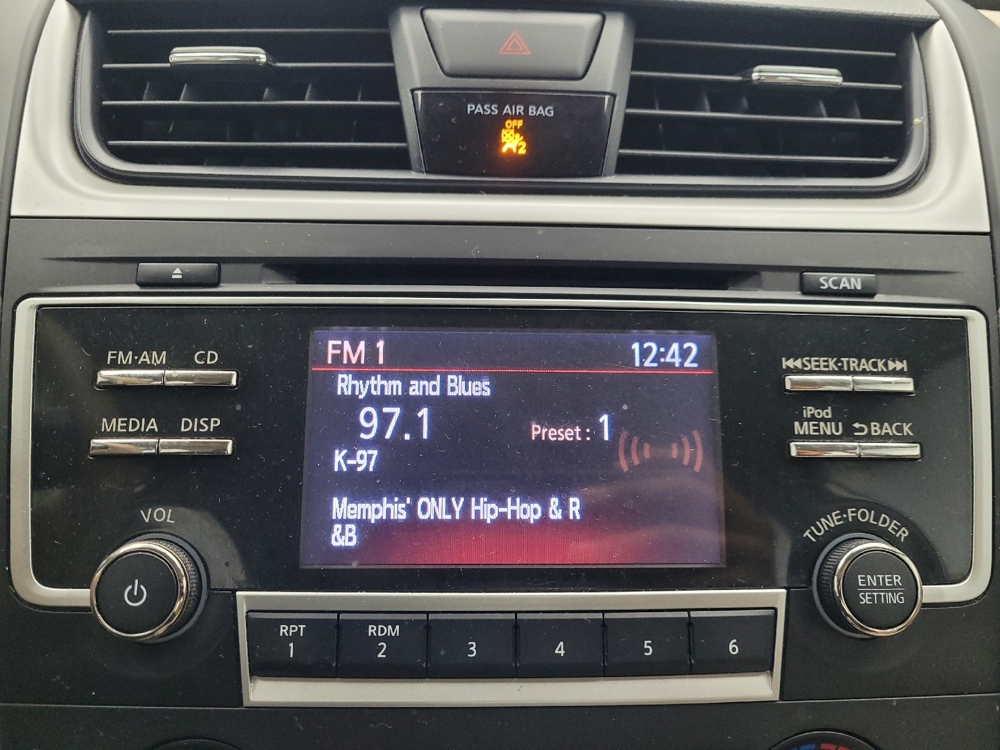 PASS AIR BAG
OFF
2
SCAN
FM·AM CD
MEDIA DISP
VOL
FM 1 12:42
Rhythm and Blues
97.1 Preset : 1
K-97
Memphis' ONLY Hip-Hop & R
&B
SEEK·TRACK
iPod
MENU BACK
TUNE·FOLDER
ENTER
SETTING
RPT RDM
1 2 3 4 5 6